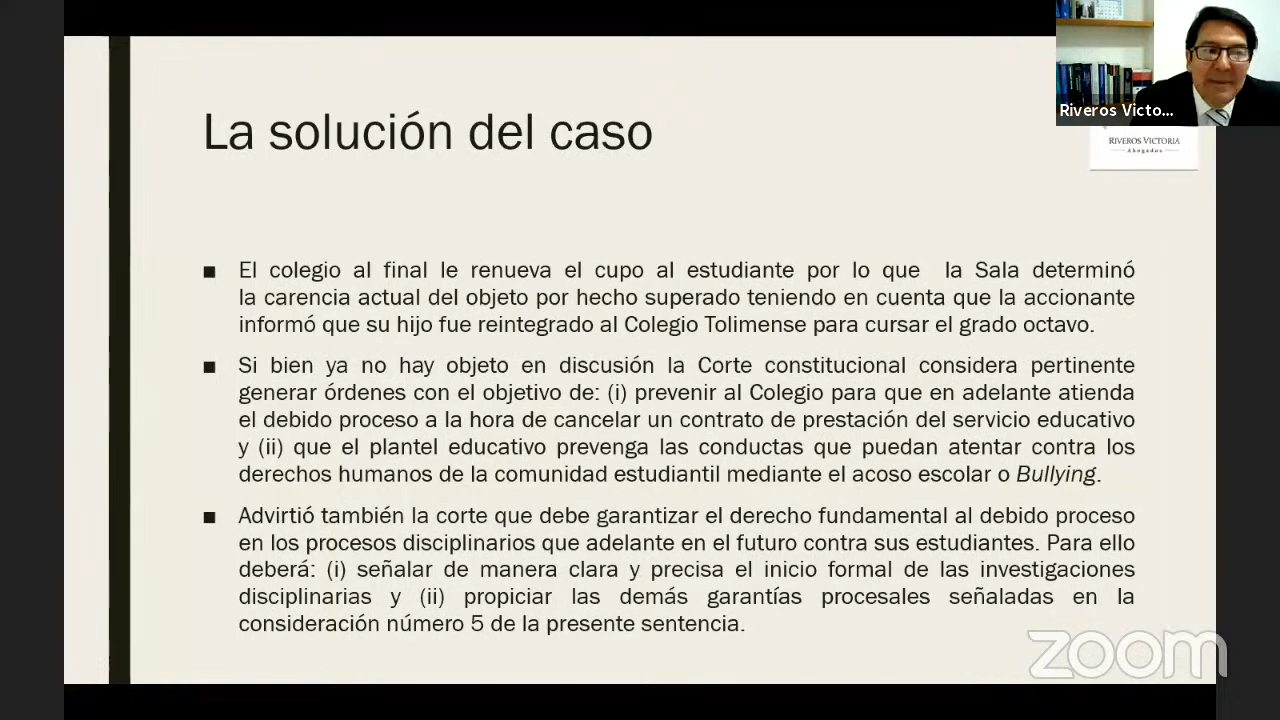 Riveros Victo...
RIVEROS VICTORIA
Abogados
La solución del caso
■ El colegio al final le renueva el cupo al estudiante por lo que la Sala determinó
la carencia actual del objeto por hecho superado teniendo en cuenta que la accionante
informó que su hijo fue reintegrado al Colegio Tolimense para cursar el grado octavo.
■ Si bien ya no hay objeto en discusión la Corte constitucional considera pertinente
generar órdenes con el objetivo de: (i) prevenir al Colegio para que en adelante atienda
el debido proceso a la hora de cancelar un contrato de prestación del servicio educativo
y (ii) que el plantel educativo prevenga las conductas que puedan atentar contra los
derechos humanos de la comunidad estudiantil mediante el acoso escolar o Bullying.
■ Advirtió también la corte que debe garantizar el derecho fundamental al debido proceso
en los procesos disciplinarios que adelante en el futuro contra sus estudiantes. Para ello
deberá: (i) señalar de manera clara y precisa el inicio formal de las investigaciones
disciplinarias y (ii) propiciar las demás garantías procesales señaladas en la
consideración número 5 de la presente sentencia.
zoom